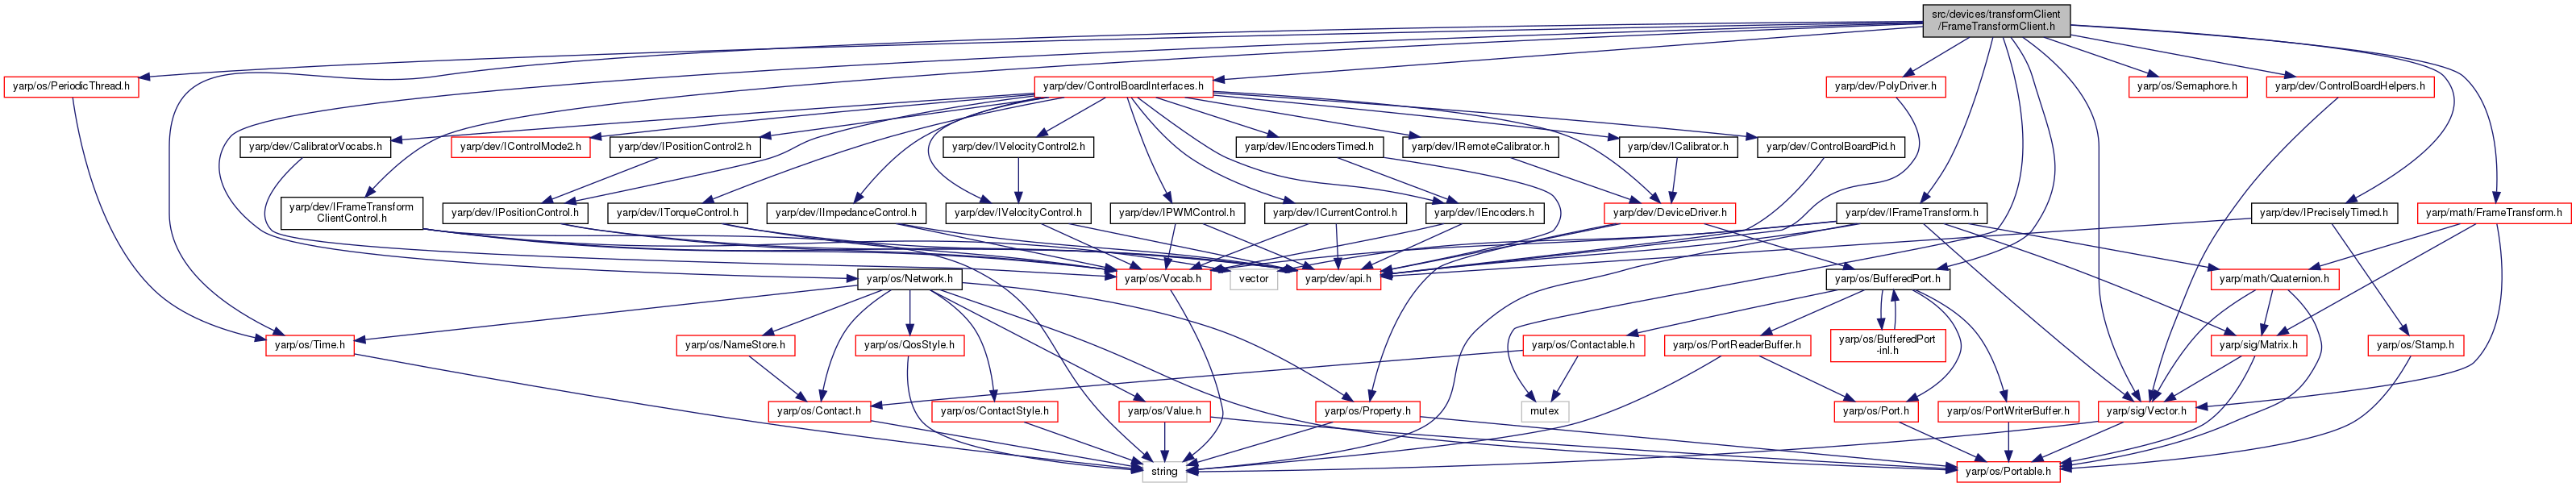 src/devices/transformClient
/FrameTransformClient.h
yarp/os/PeriodicThread.h
yarp/dev/ControlBoardInterfaces.h
yarp/dev/PolyDriver.h
yarp/os/Semaphore.h
yarp/dev/ControlBoardHelpers.h
yarp/dev/CalibratorVocabs.h
yarp/dev/IControlMode2.h
yarp/dev/IPositionControl2.h
yarp/dev/IVelocityControl2.h
yarp/dev/IEncodersTimed.h
yarp/dev/IRemoteCalibrator.h
yarp/dev/ICalibrator.h
yarp/dev/ControlBoardPid.h
yarp/dev/IFrameTransform
ClientControl.h
yarp/dev/IPositionControl.h
yarp/dev/ITorqueControl.h
yarp/dev/IImpedanceControl.h
yarp/dev/IVelocityControl.h
yarp/dev/IPWMControl.h
yarp/dev/ICurrentControl.h
yarp/dev/IEncoders.h
yarp/dev/DeviceDriver.h
yarp/dev/IFrameTransform.h
yarp/dev/IPreciselyTimed.h
yarp/math/FrameTransform.h
yarp/os/Network.h
yarp/os/Vocab.h
vector
yarp/dev/api.h
yarp/os/BufferedPort.h
yarp/math/Quaternion.h
yarp/os/Time.h
yarp/os/NameStore.h
yarp/os/QosStyle.h
yarp/os/Contactable.h
yarp/os/PortReaderBuffer.h
yarp/os/BufferedPort
-inl.h
yarp/sig/Matrix.h
yarp/os/Stamp.h
yarp/os/Contact.h
yarp/os/ContactStyle.h
yarp/os/Value.h
yarp/os/Property.h
mutex
yarp/os/Port.h
yarp/os/PortWriterBuffer.h
yarp/sig/Vector.h
string
yarp/os/Portable.h